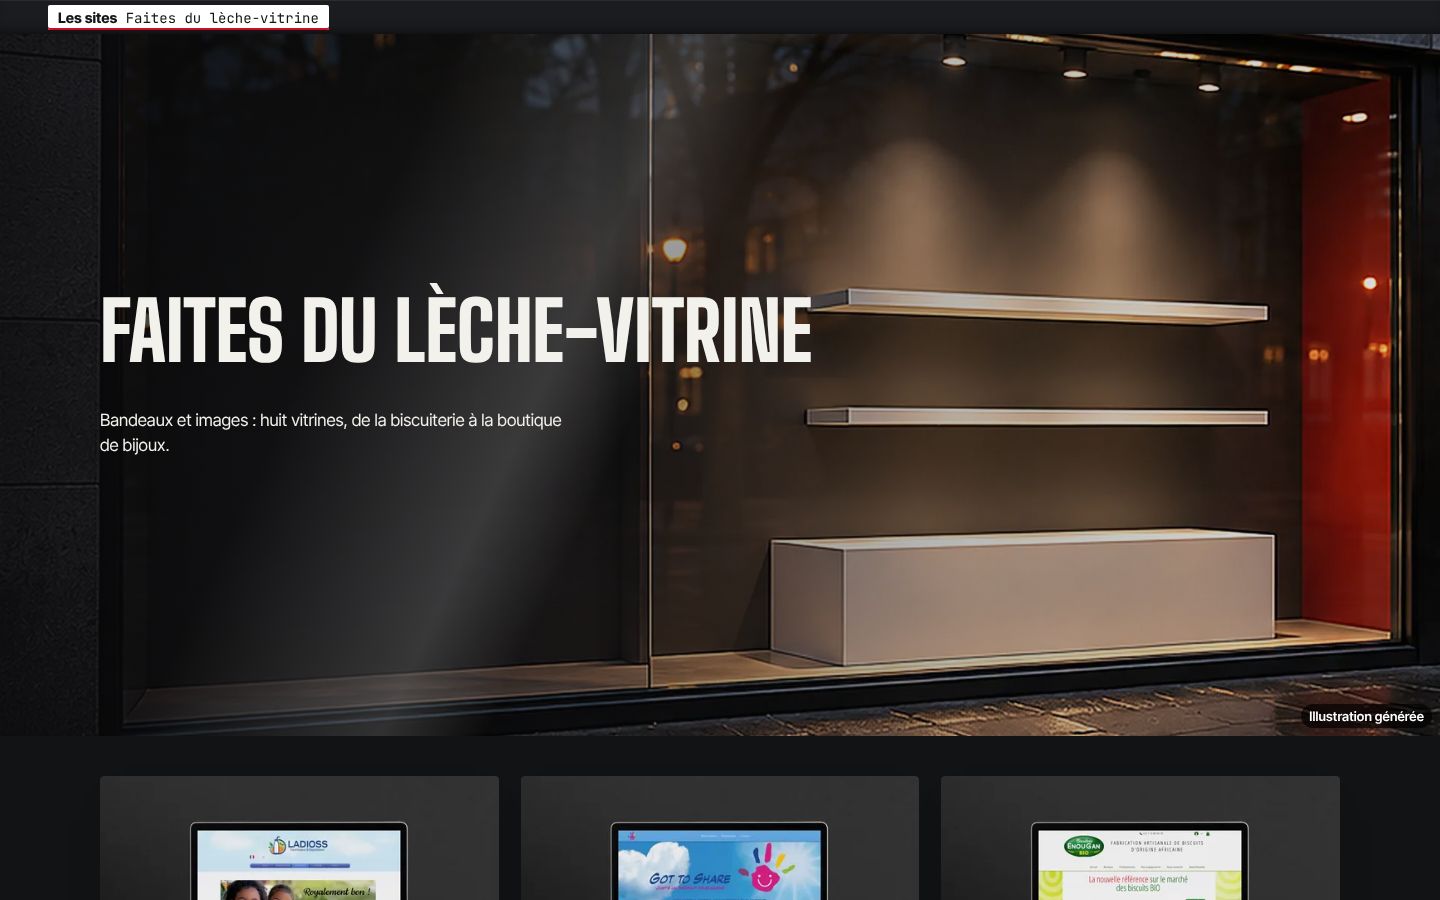 Les sites Faites du lèche-vitrine
FAITES DU LÈCHE-VITRINE
Bandeaux et images : huit vitrines, de la biscuiterie à la boutique
de bijoux.
Illustration générée
LADIOSS
Royalement bon !
GOT TO SHARE
ENOUGAN
BIO
FABRICATION ARTISANALE DE BISCUITS
D'ORIGINE AFRICAINE
La nouvelle référence sur le marché
des biscuits BIO